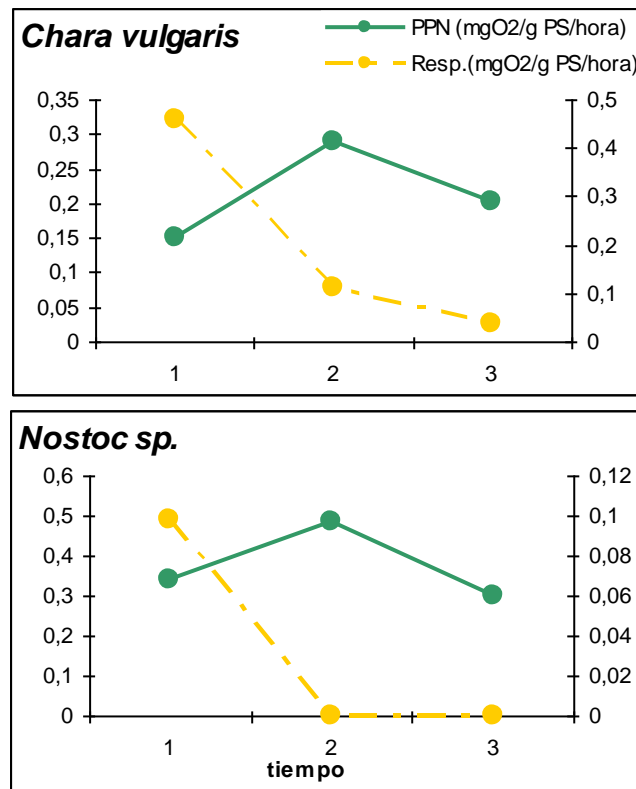 Chara vulgaris
PPN (mgO2/g PS/hora)
Resp.(mgO2/g PS/hora)
0,35 0,5
0,3
0,4
0,25
0,2 0,3
0,15 0,2
0,1
0,1
0,05
0 0
1 2 3
Nostoc sp.
0,6 0,12
0,5 0,1
0,4 0,08
0,3 0,06
0,2 0,04
0,1 0,02
0 0
1 2 3
tiempo